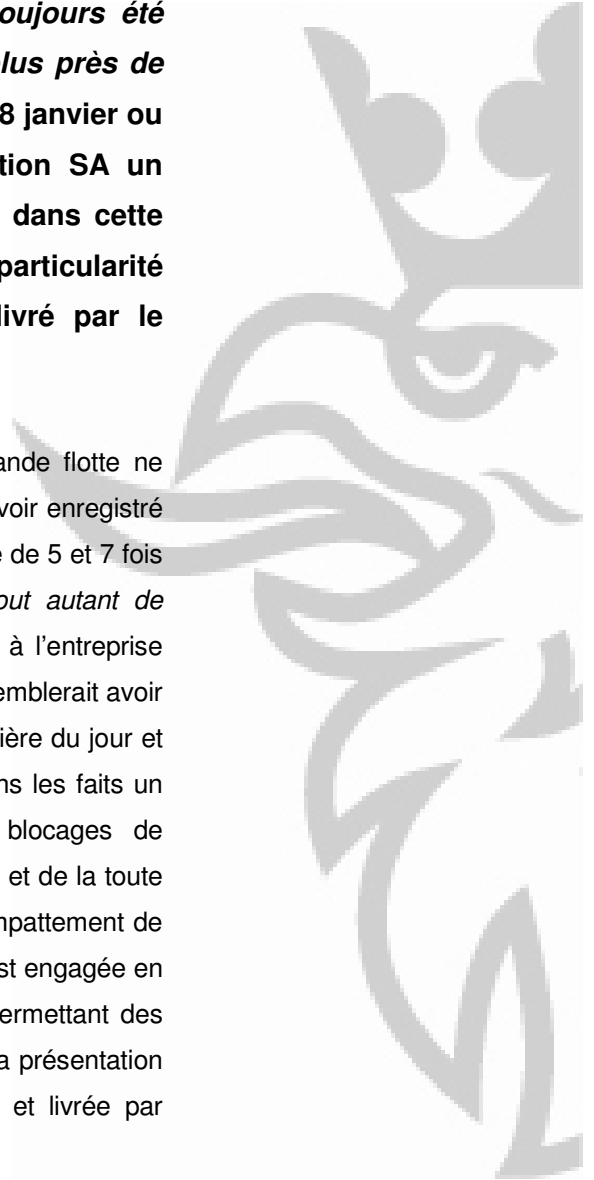 oujours été
lus près de
8 janvier ou
tion SA un
dans cette
particularité
livré par le
ande flotte ne
voir enregistré
e de 5 et 7 fois
out autant de
à l'entreprise
emblerait avoir
ière du jour et
ns les faits un
blocages de
et de la toute
mpattement de
st engagée en
ermettant des
a présentation
et livrée par